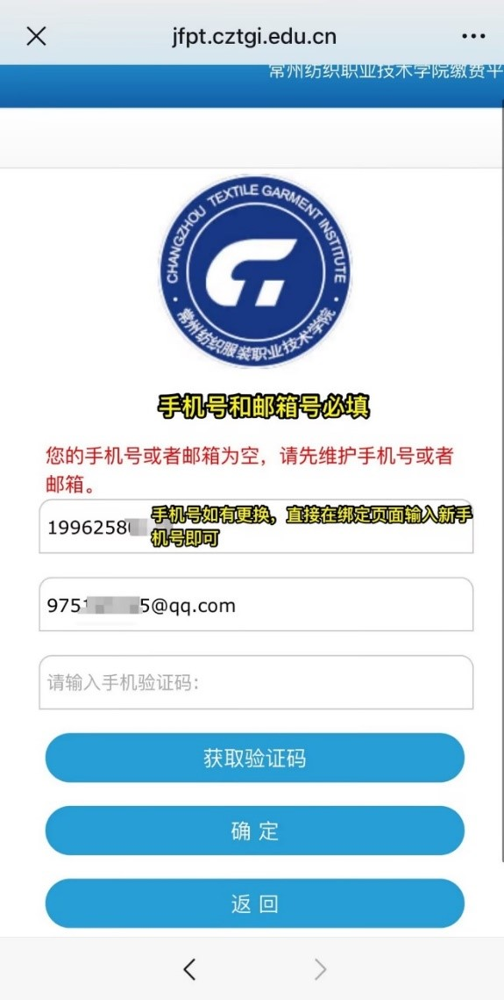 jfpt.cztgi.edu.cn
常州纺织职业技术学院缴费平
CHANGZHOU TEXTILE GARMENT INSTITUTE
常州纺织服装职业技术学院
手机号和邮箱号必填
您的手机号或者邮箱为空，请先维护手机号或者
邮箱。
1996258
手机号如有更换，直接在绑定页面输入新手
机号即可
975 5@qq.com
请输入手机验证码:
获取验证码
确 定
返 回